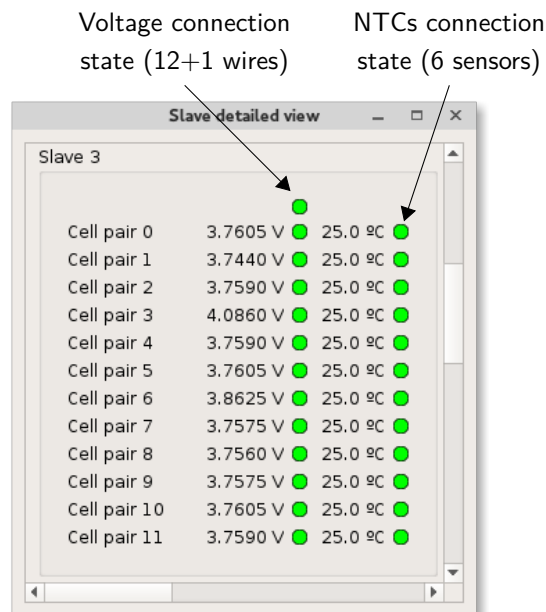 Voltage connection
state (12+1 wires)
NTCs connection
state (6 sensors)
Slave detailed view
Slave 3
Cell pair 0 3.7605 V 25.0 ºC
Cell pair 1 3.7440 V 25.0 ºC
Cell pair 2 3.7590 V 25.0 ºC
Cell pair 3 4.0860 V 25.0 ºC
Cell pair 4 3.7590 V 25.0 ºC
Cell pair 5 3.7605 V 25.0 ºC
Cell pair 6 3.8625 V 25.0 ºC
Cell pair 7 3.7575 V 25.0 ºC
Cell pair 8 3.7560 V 25.0 ºC
Cell pair 9 3.7575 V 25.0 ºC
Cell pair 10 3.7605 V 25.0 ºC
Cell pair 11 3.7590 V 25.0 ºC